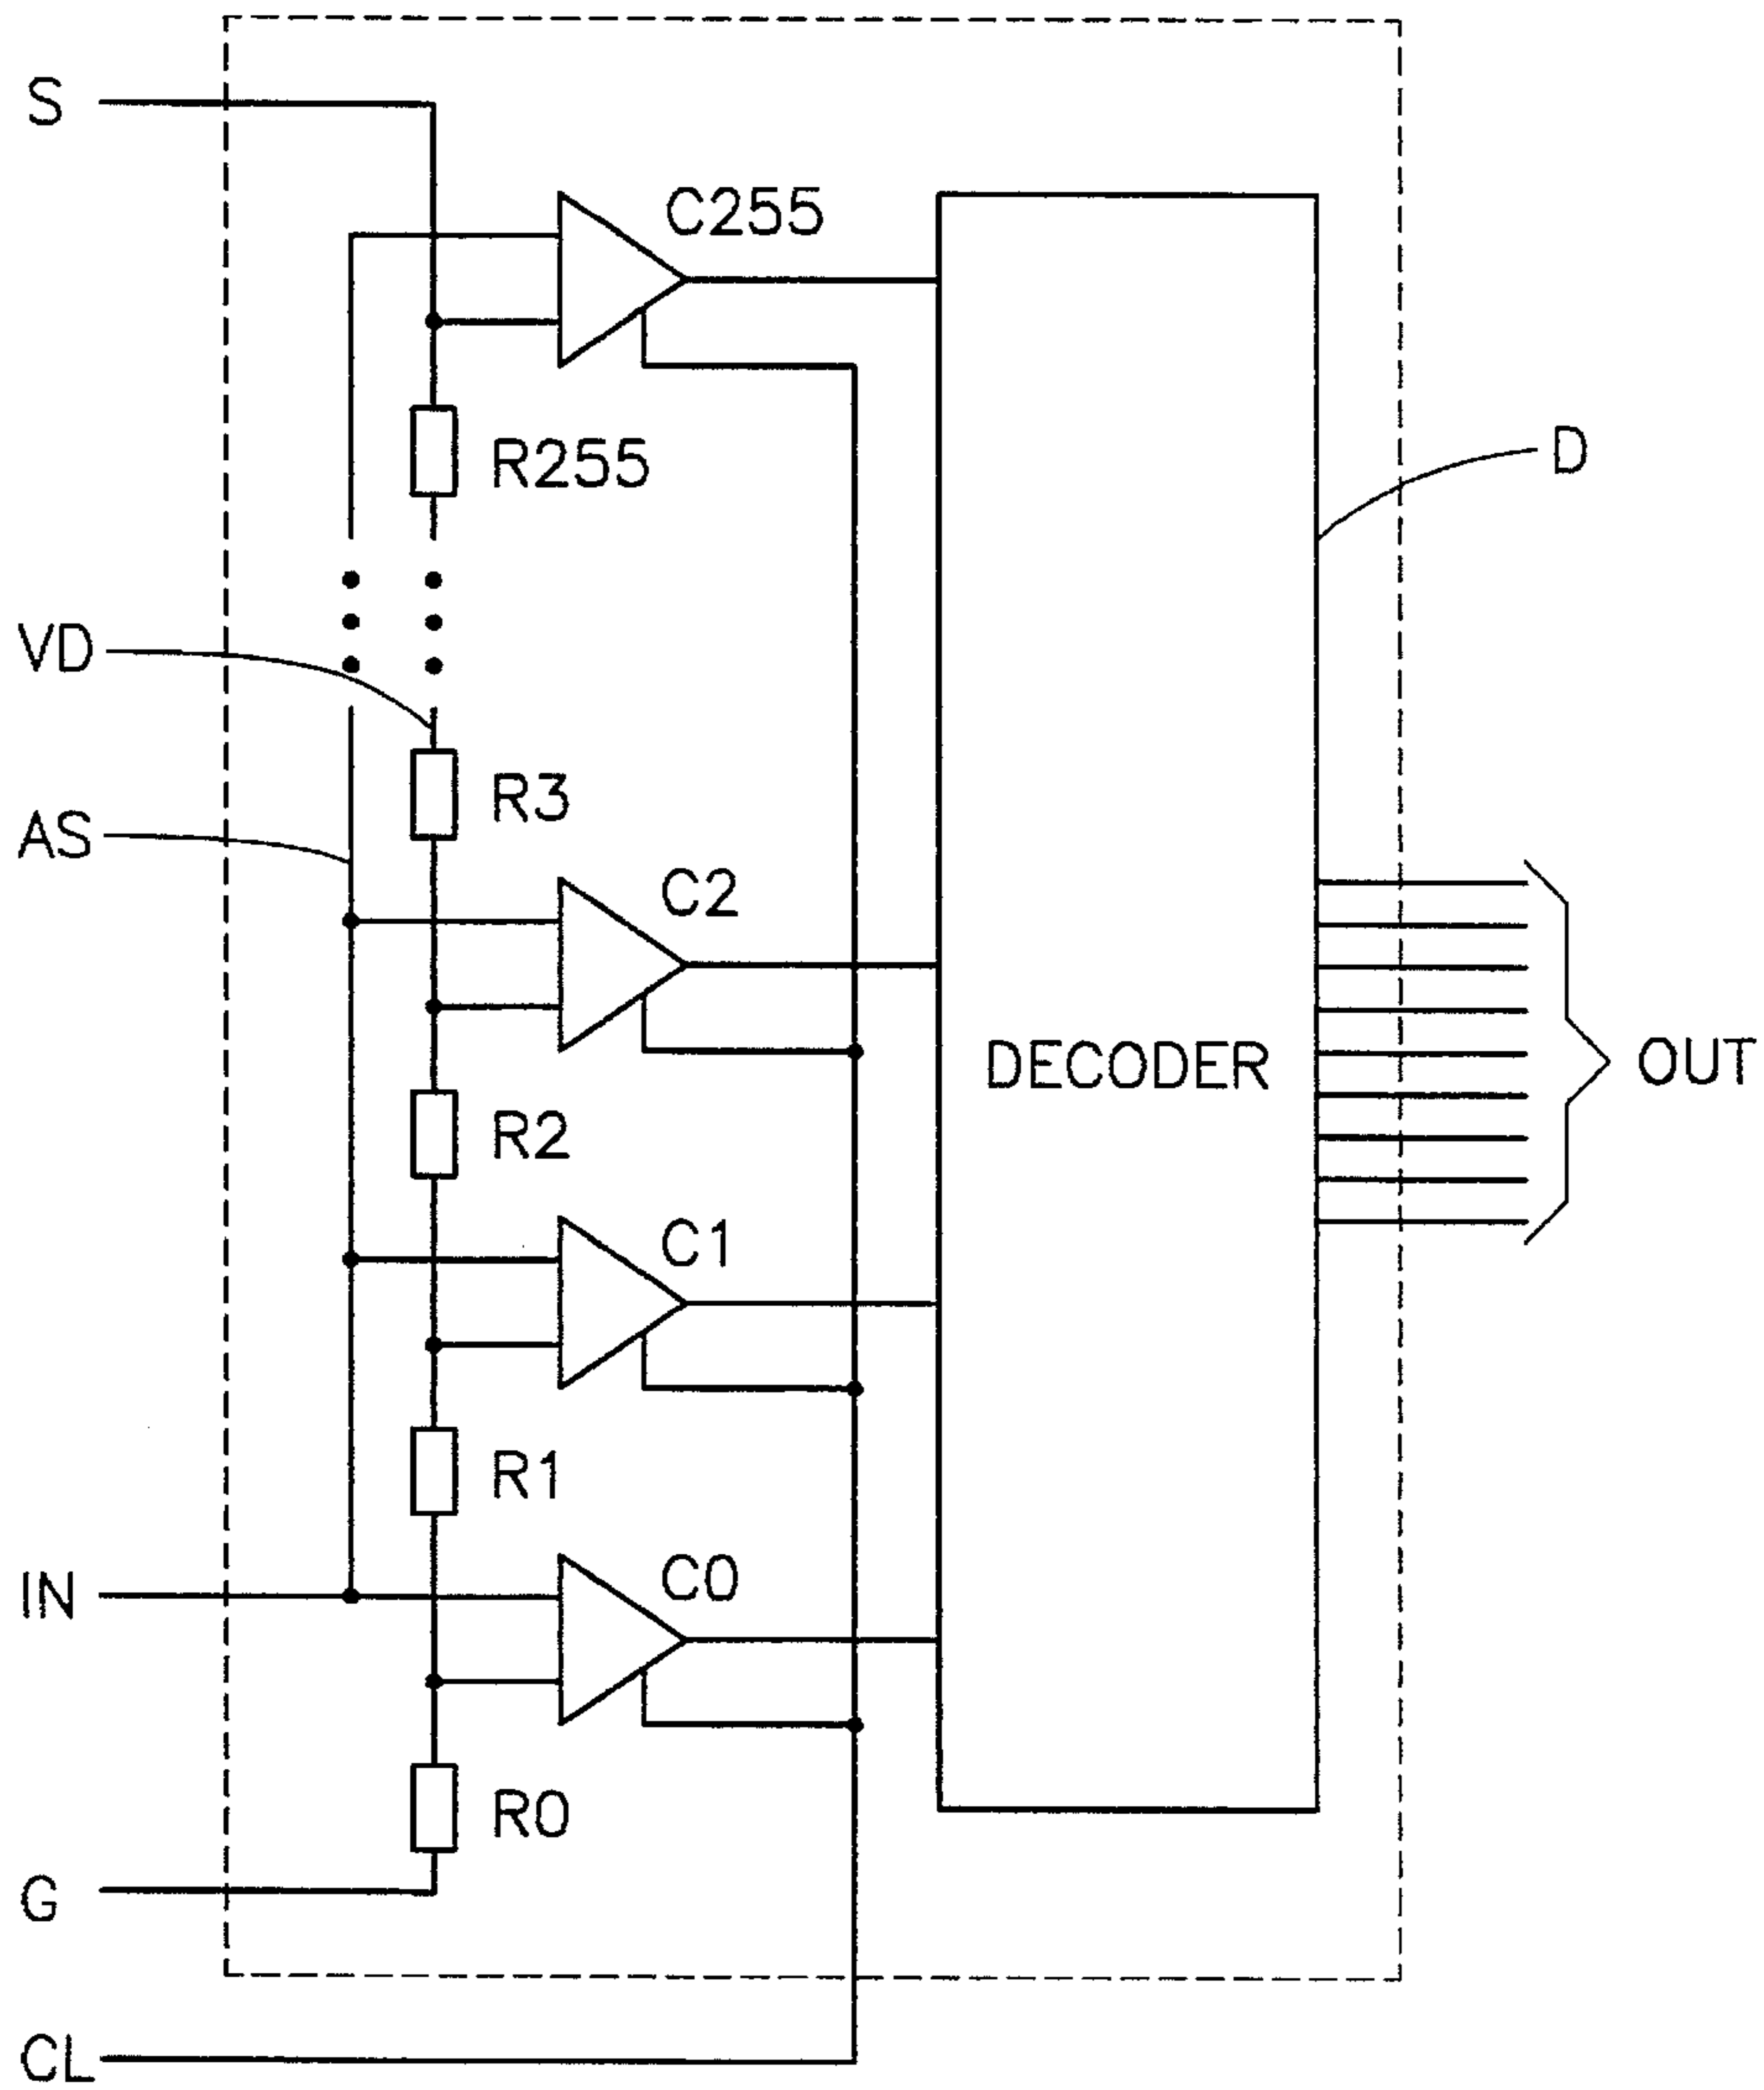 S
C255
R255
D
VD
R3
AS
C2
DECODER
OUT
R2
C1
R1
IN
C0
R0
G
CL